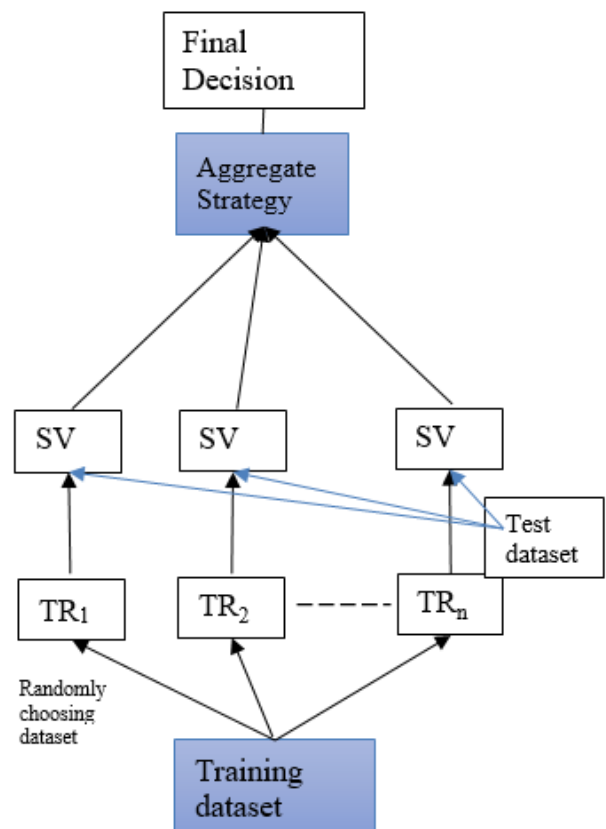 Final
Decision
Aggregate
Strategy
SV
SV
SV
Test
dataset
TR₁
TR₂
TRₙ
Randomly
choosing
dataset
Training
dataset